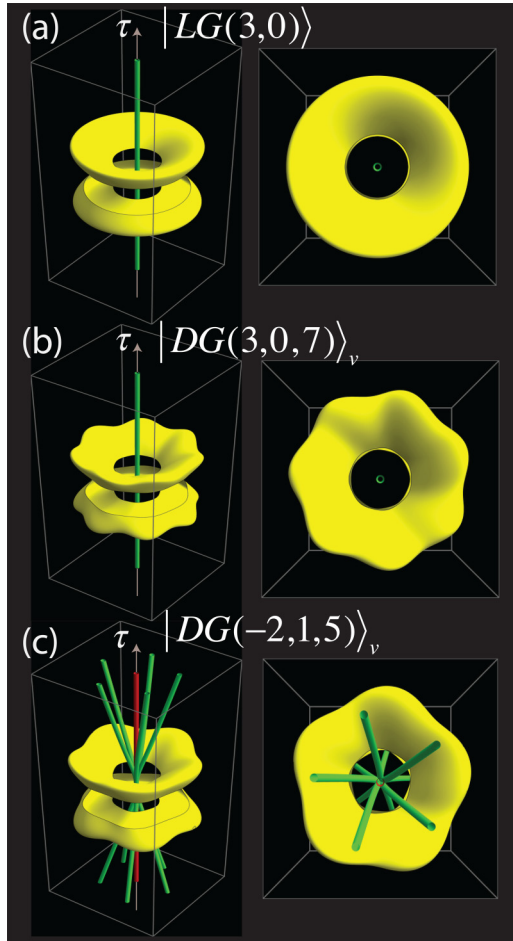 (a) τ |LG(3,0)⟩
(b) τ |DG(3,0,7)⟩ᵥ
(c) τ |DG(−2,1,5)⟩ᵥ